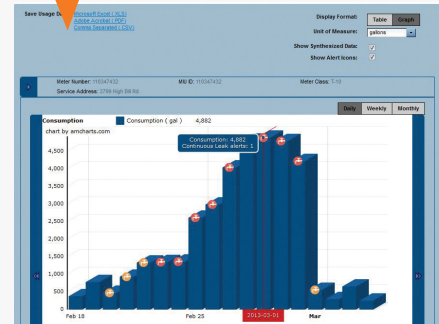 Save Usage Da
Microsoft Excel (XLS)
Adobe Acrobat (PDF)
Comma Separated (CSV)
Display Format:
Table Graph
Unit of Measure:
gallons
Show Synthesized Data:
Show Alert Icons:
Meter Number: 110347432 MIU ID: 110347432 Meter Class: T-10
Service Address: 3799 High Bill Rd.
Daily Weekly Monthly
Consumption Consumption ( gal ) 4,882
chart by amcharts.com
Consumption: 4,882
Continuous Leak alerts: 1
4,500
4,000
3,500
3,000
2,500
2,000
1,500
1,000
500
0
Feb 18 Feb 25 2013-03-01 Mar